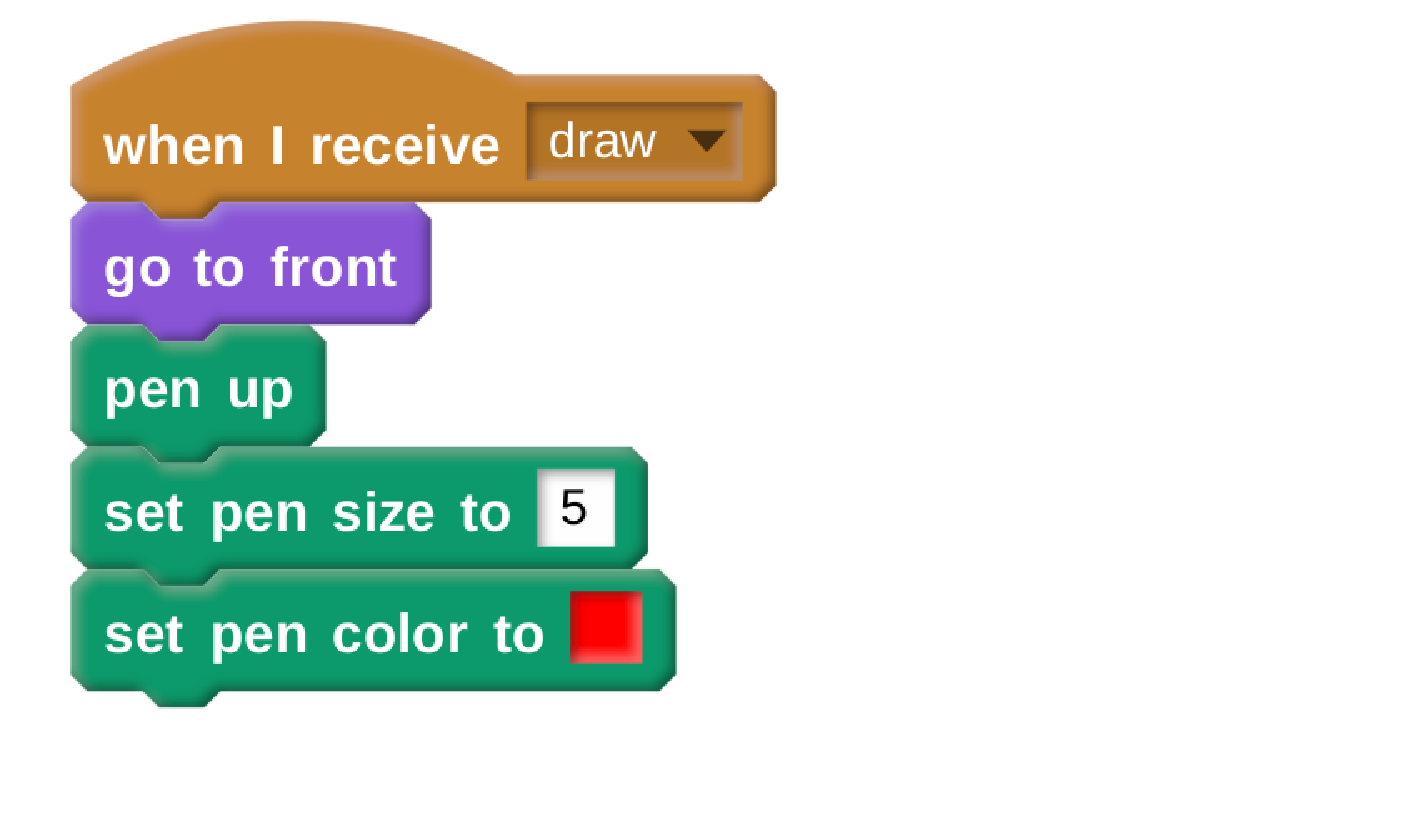 when I receive draw
go to front
pen up
set pen size to 5
set pen color to